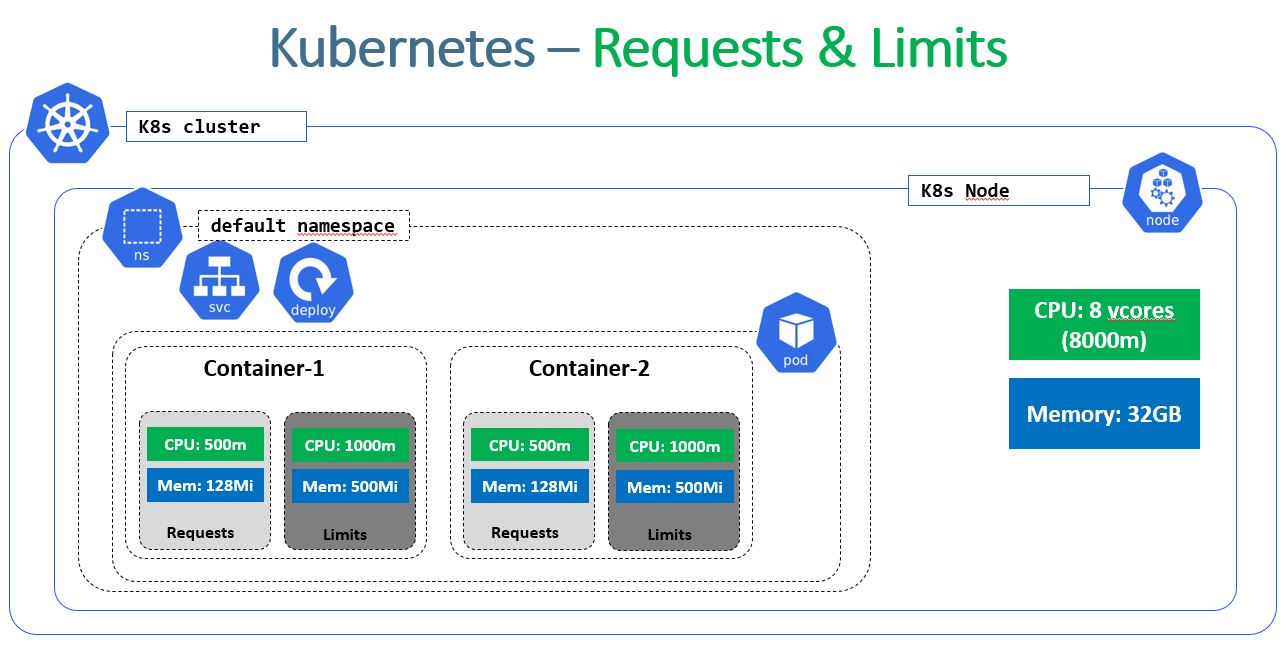 Kubernetes – Requests & Limits
K8s cluster
K8s Node
node
default namespace
ns
svc
deploy
pod
Container-1
CPU: 500m
Mem: 128Mi
Requests
CPU: 1000m
Mem: 500Mi
Limits
Container-2
CPU: 500m
Mem: 128Mi
Requests
CPU: 1000m
Mem: 500Mi
Limits
CPU: 8 vcores
(8000m)
Memory: 32GB